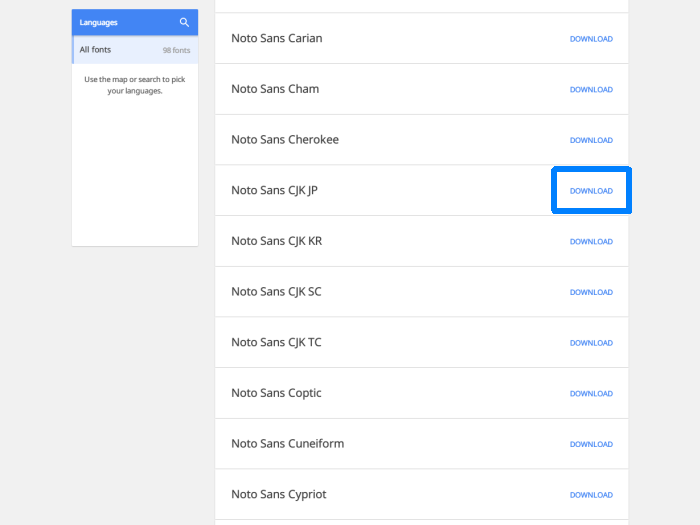 Languages
All fonts 98 fonts
Use the map or search to pick
your languages.
Noto Sans Carian DOWNLOAD
Noto Sans Cham DOWNLOAD
Noto Sans Cherokee DOWNLOAD
Noto Sans CJK JP DOWNLOAD
Noto Sans CJK KR DOWNLOAD
Noto Sans CJK SC DOWNLOAD
Noto Sans CJK TC DOWNLOAD
Noto Sans Coptic DOWNLOAD
Noto Sans Cuneiform DOWNLOAD
Noto Sans Cypriot DOWNLOAD